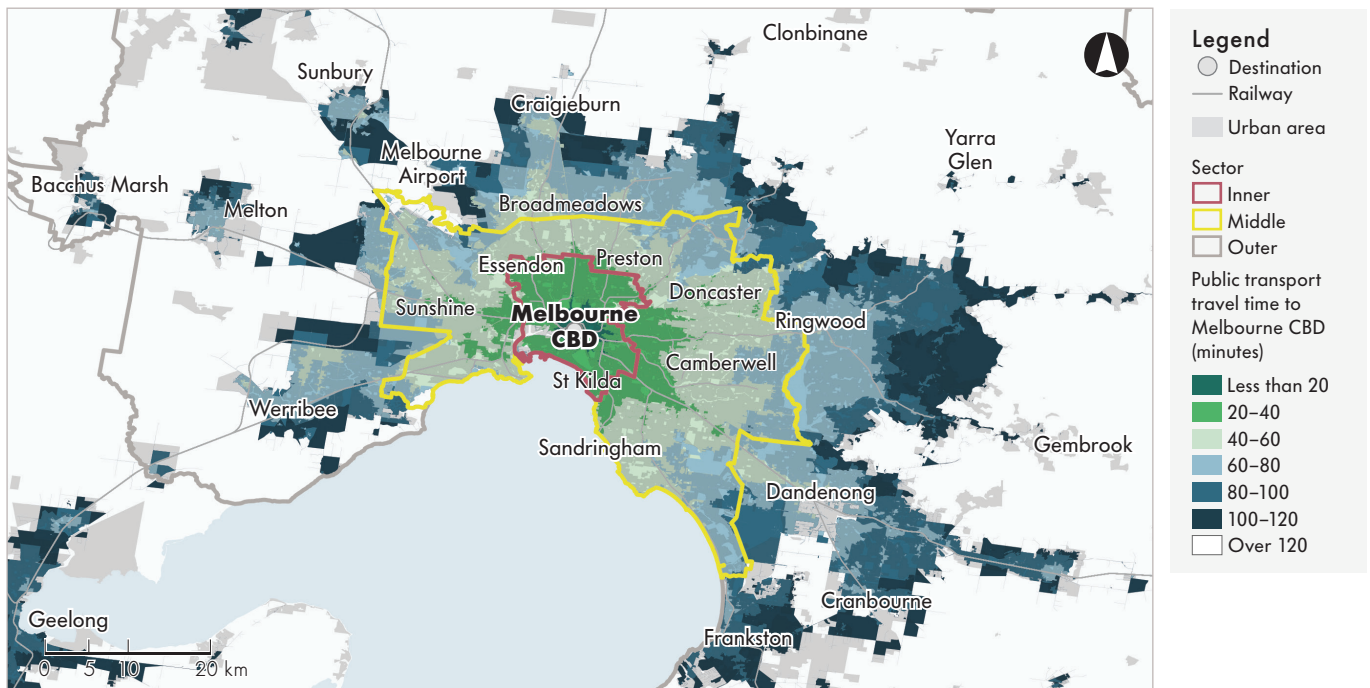 Clonbinane
Sunbury
Craigieburn
Yarra
Glen
Melbourne
Airport
Bacchus Marsh
Melton
Broadmeadows
Essendon
Preston
Doncaster
Sunshine
Melbourne
CBD
Ringwood
Camberwell
St Kilda
Werribee
Sandringham
Gembrook
Dandenong
Cranbourne
Geelong
Frankston
0 5 10 20 km
Legend
Destination
Railway
Urban area
Sector
Inner
Middle
Outer
Public transport
travel time to
Melbourne CBD
(minutes)
Less than 20
20–40
40–60
60–80
80–100
100–120
Over 120